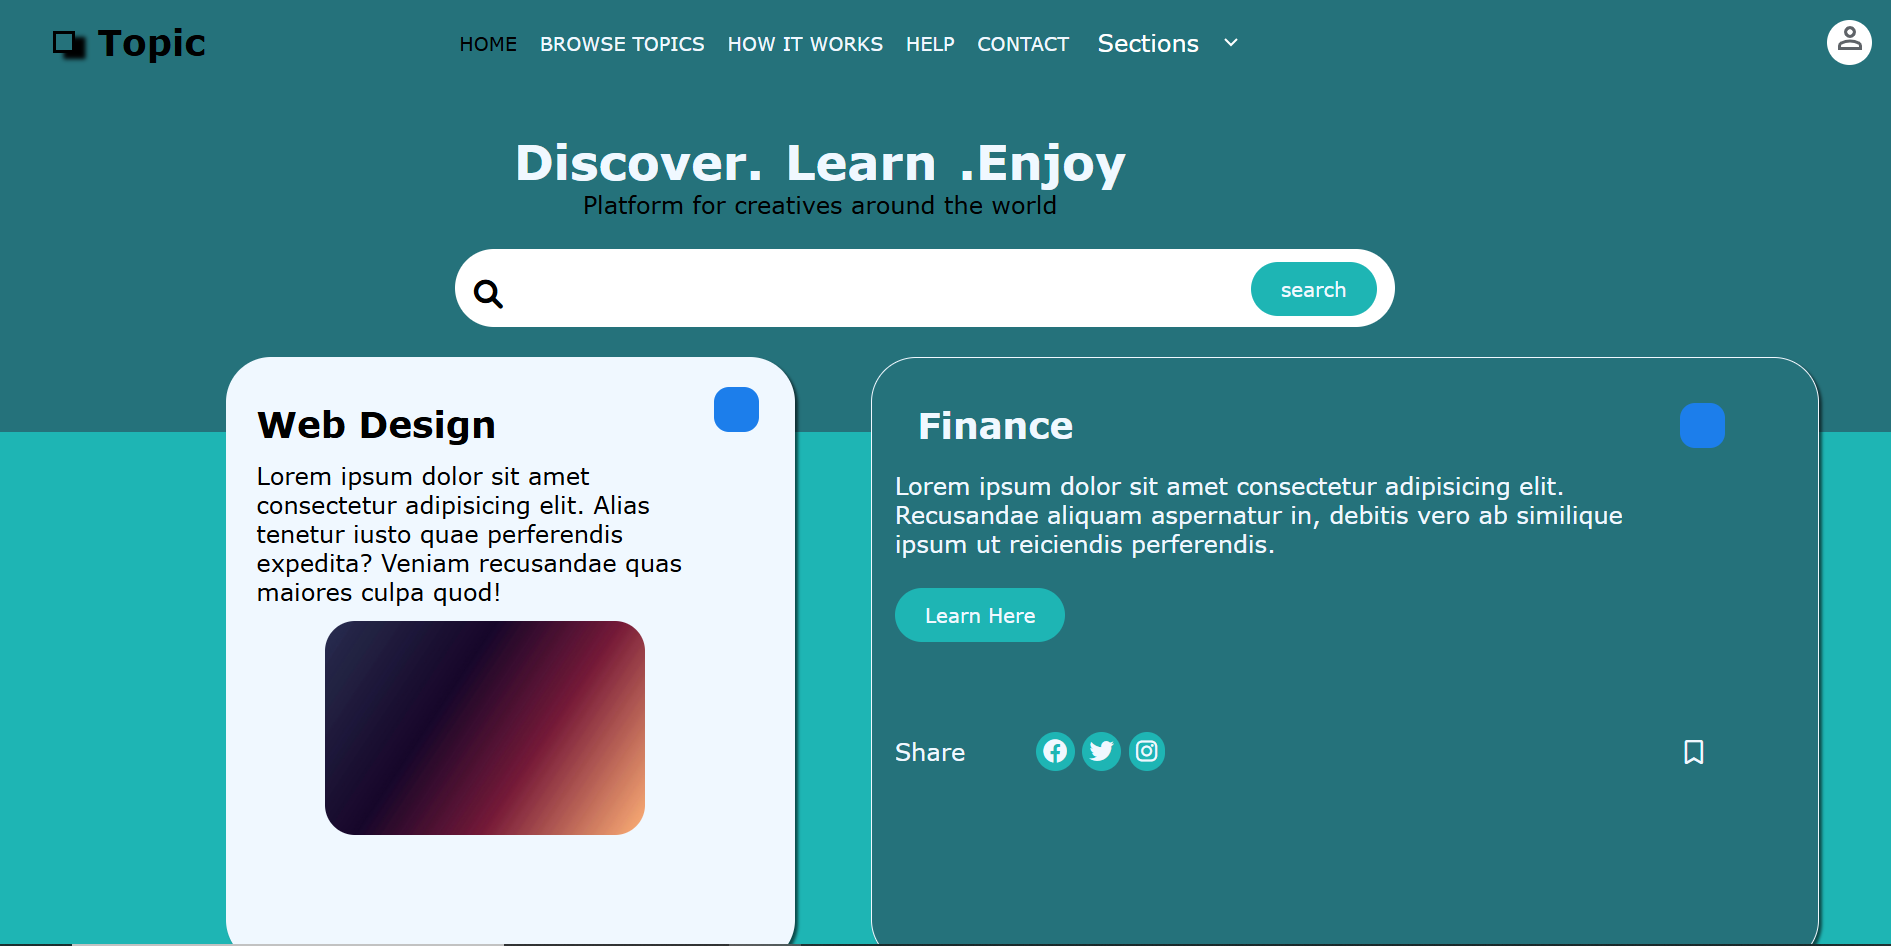 Topic
HOME BROWSE TOPICS HOW IT WORKS HELP CONTACT Sections
Discover. Learn .Enjoy
Platform for creatives around the world
search
Web Design
Lorem ipsum dolor sit amet
consectetur adipisicing elit. Alias
tenetur iusto quae perferendis
expedita? Veniam recusandae quas
maiores culpa quod!
Finance
Lorem ipsum dolor sit amet consectetur adipisicing elit.
Recusandae aliquam aspernatur in, debitis vero ab similique
ipsum ut reiciendis perferendis.
Learn Here
Share